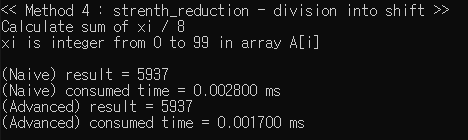 << Method 4 : strenth_reduction - division into shift >>
Calculate sum of xi / 8
xi is integer from 0 to 99 in array A[i]
(Naive) result = 5937
(Naive) consumed time = 0.002800 ms
(Advanced) result = 5937
(Advanced) consumed time = 0.001700 ms